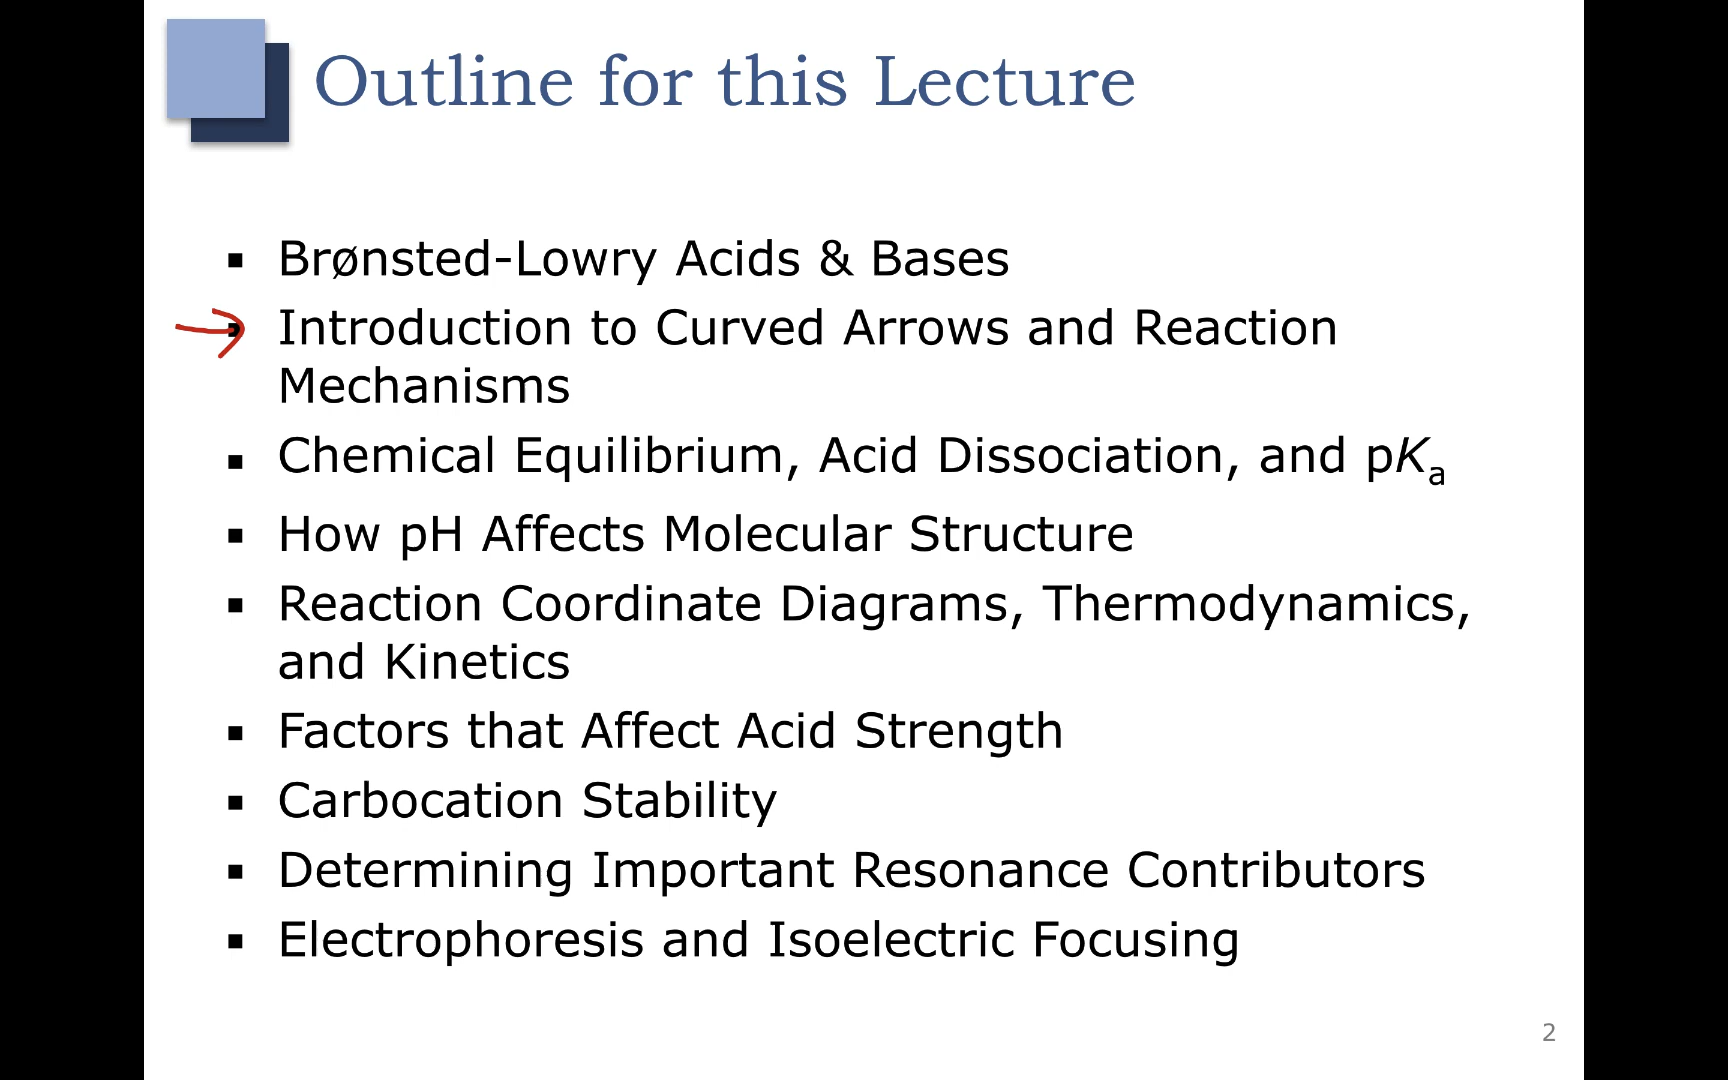 Outline for this Lecture
▪ Brønsted-Lowry Acids & Bases
▪ Introduction to Curved Arrows and Reaction
Mechanisms
▪ Chemical Equilibrium, Acid Dissociation, and pKa
▪ How pH Affects Molecular Structure
▪ Reaction Coordinate Diagrams, Thermodynamics,
and Kinetics
▪ Factors that Affect Acid Strength
▪ Carbocation Stability
▪ Determining Important Resonance Contributors
▪ Electrophoresis and Isoelectric Focusing
2